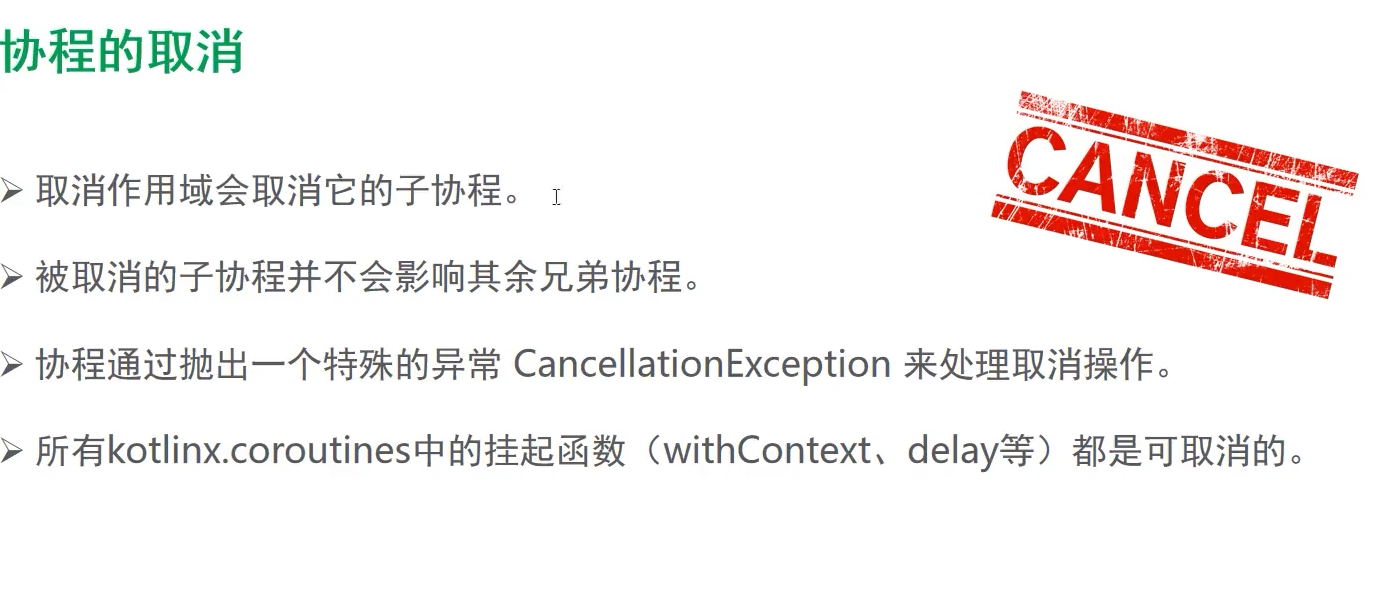 协程的取消
CANCEL
➢ 取消作用域会取消它的子协程。
➢ 被取消的子协程并不会影响其余兄弟协程。
➢ 协程通过抛出一个特殊的异常 CancellationException 来处理取消操作。
➢ 所有kotlinx.coroutines中的挂起函数（withContext、delay等）都是可取消的。